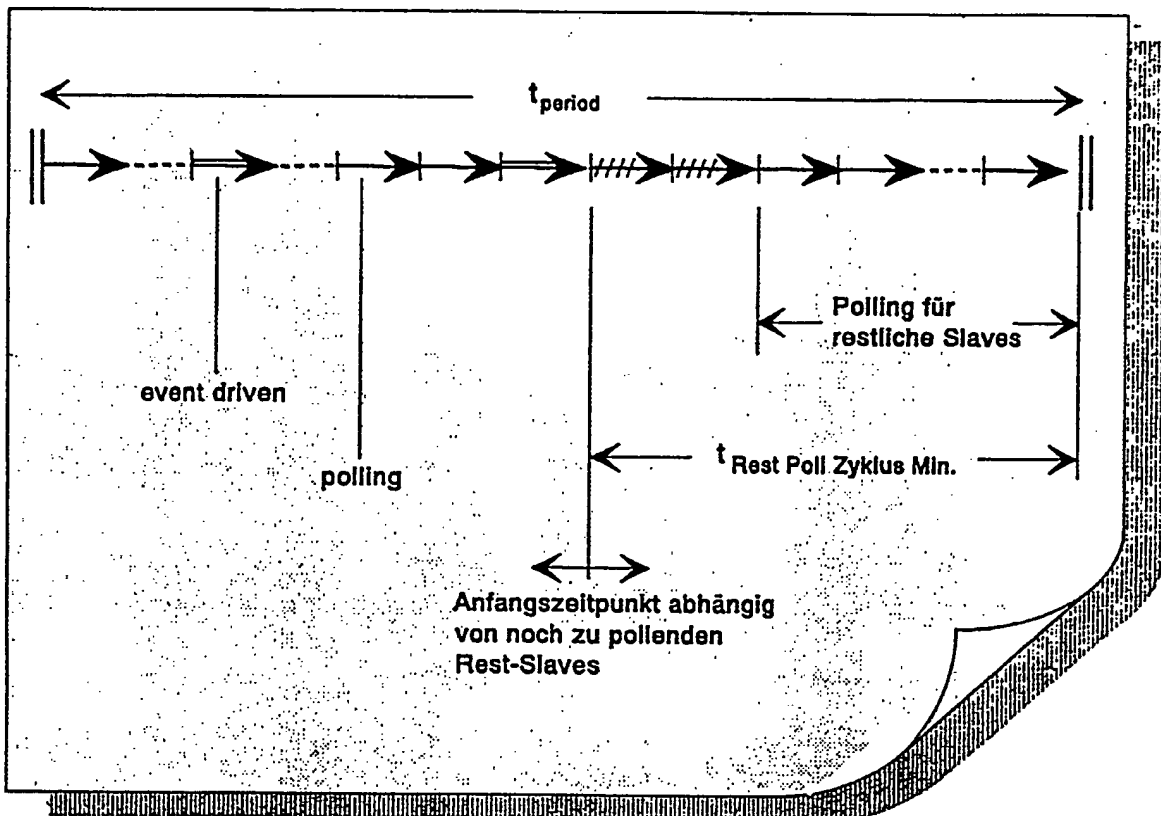 t period
Polling für
restliche Slaves
event driven
t Rest Poll Zyklus Min.
polling
Anfangszeitpunkt abhängig
von noch zu pollenden
Rest-Slaves